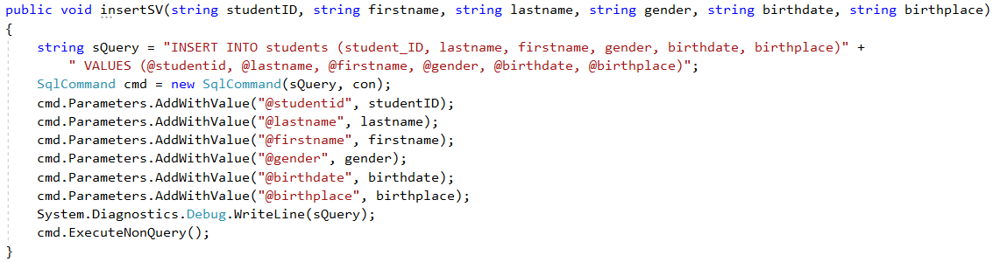 public void insertSV(string studentID, string firstname, string lastname, string gender, string birthdate, string birthplace)
{
    string sQuery = "INSERT INTO students (student_ID, lastname, firstname, gender, birthdate, birthplace)" +
        " VALUES (@studentid, @lastname, @firstname, @gender, @birthdate, @birthplace)";
    SqlCommand cmd = new SqlCommand(sQuery, con);
    cmd.Parameters.AddWithValue("@studentid", studentID);
    cmd.Parameters.AddWithValue("@lastname", lastname);
    cmd.Parameters.AddWithValue("@firstname", firstname);
    cmd.Parameters.AddWithValue("@gender", gender);
    cmd.Parameters.AddWithValue("@birthdate", birthdate);
    cmd.Parameters.AddWithValue("@birthplace", birthplace);
    System.Diagnostics.Debug.WriteLine(sQuery);
    cmd.ExecuteNonQuery();
}